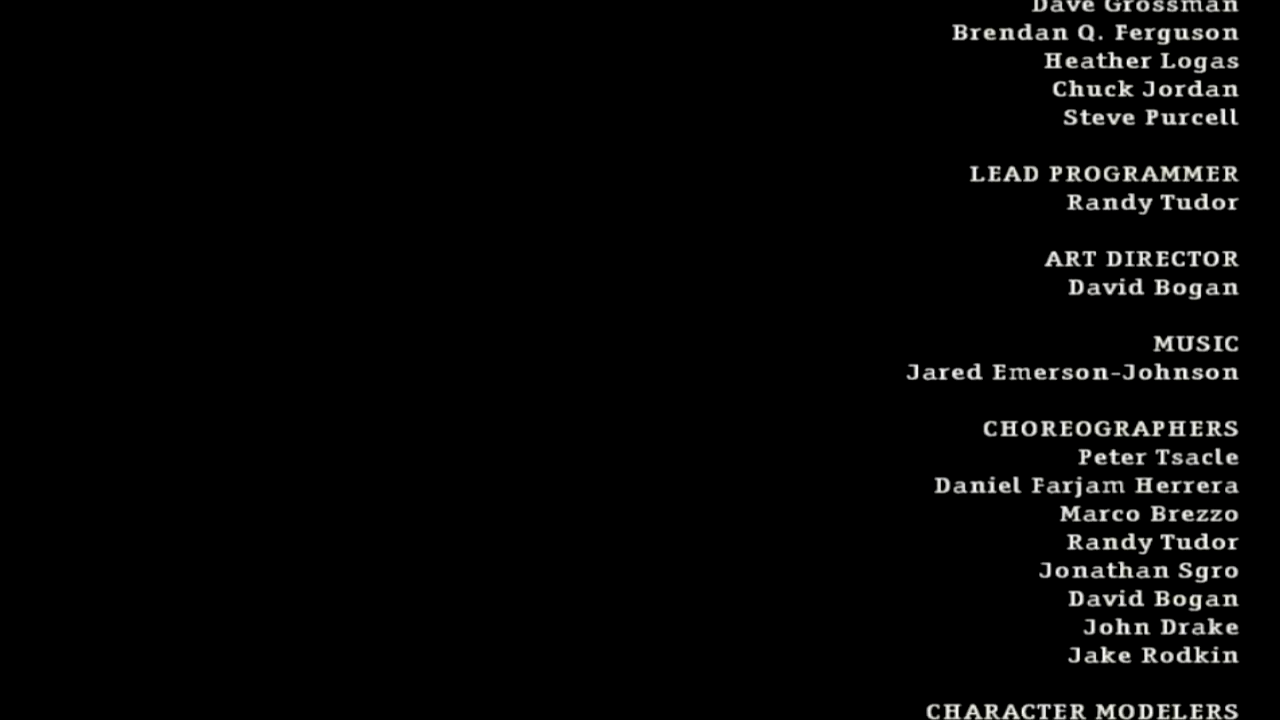 Dave Grossman
Brendan Q. Ferguson
Heather Logas
Chuck Jordan
Steve Purcell
LEAD PROGRAMMER
Randy Tudor
ART DIRECTOR
David Bogan
MUSIC
Jared Emerson-Johnson
CHOREOGRAPHERS
Peter Tsacle
Daniel Farjam Herrera
Marco Brezzo
Randy Tudor
Jonathan Sgro
David Bogan
John Drake
Jake Rodkin
CHARACTER MODELERS